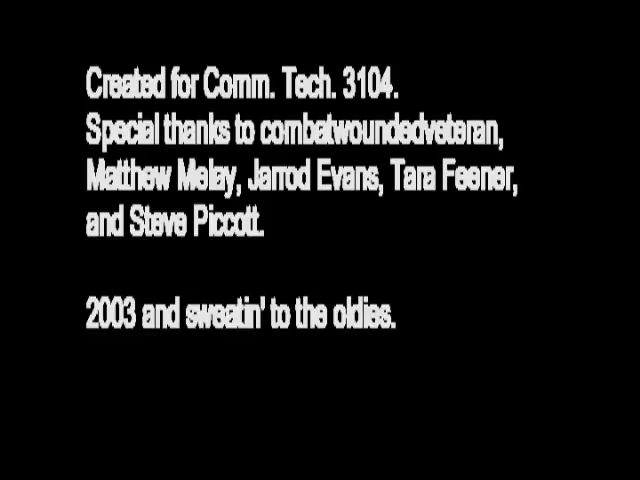 Created for Comm. Tech. 3104.
Special thanks to combatwoundedveteran,
Matthew Melay, Jarrod Evans, Tara Feener,
and Steve Piccott.
2003 and sweatin' to the oldies.